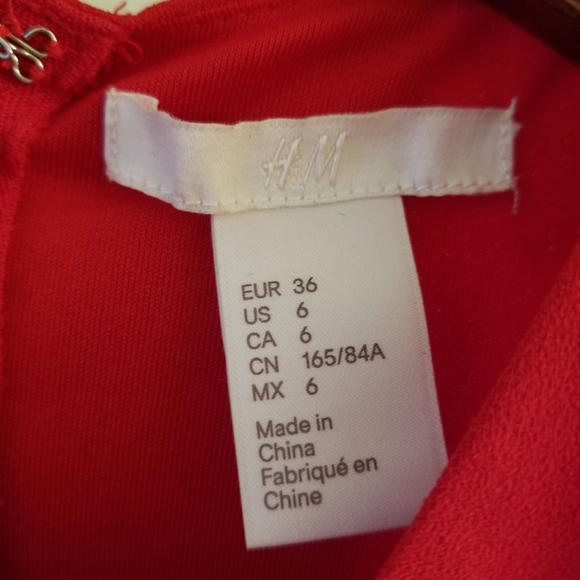 H&M
EUR 36
US 6
CA 6
CN 165/84A
MX 6
Made in
China
Fabriqué en
Chine